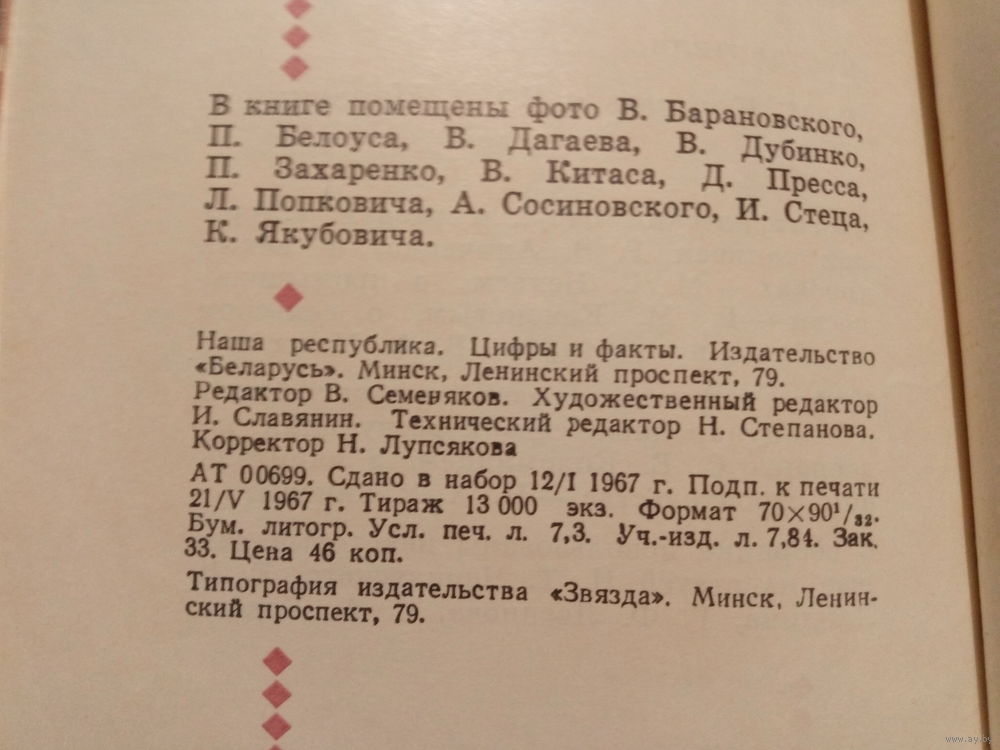 В книге помещены фото В. Барановского,
П. Белоуса, В. Дагаева, В. Дубинко,
П. Захаренко, В. Китаса, Д. Пресса,
Л. Попковича, А. Сосиновского, И. Стеца,
К. Якубовича.
Наша республика. Цифры и факты. Издательство
«Беларусь». Минск, Ленинский проспект, 79.
Редактор В. Семеняков. Художественный редактор
И. Славянин. Технический редактор Н. Степанова.
Корректор Н. Лупсякова
АТ 00699. Сдано в набор 12/I 1967 г. Подп. к печати
21/V 1967 г. Тираж 13 000 экз. Формат 70×90¹/₃₂.
Бум. литогр. Усл. печ. л. 7,3. Уч.-изд. л. 7,84. Зак.
33. Цена 46 коп.
Типография издательства «Звязда». Минск, Ленин-
ский проспект, 79.
www.ay.by